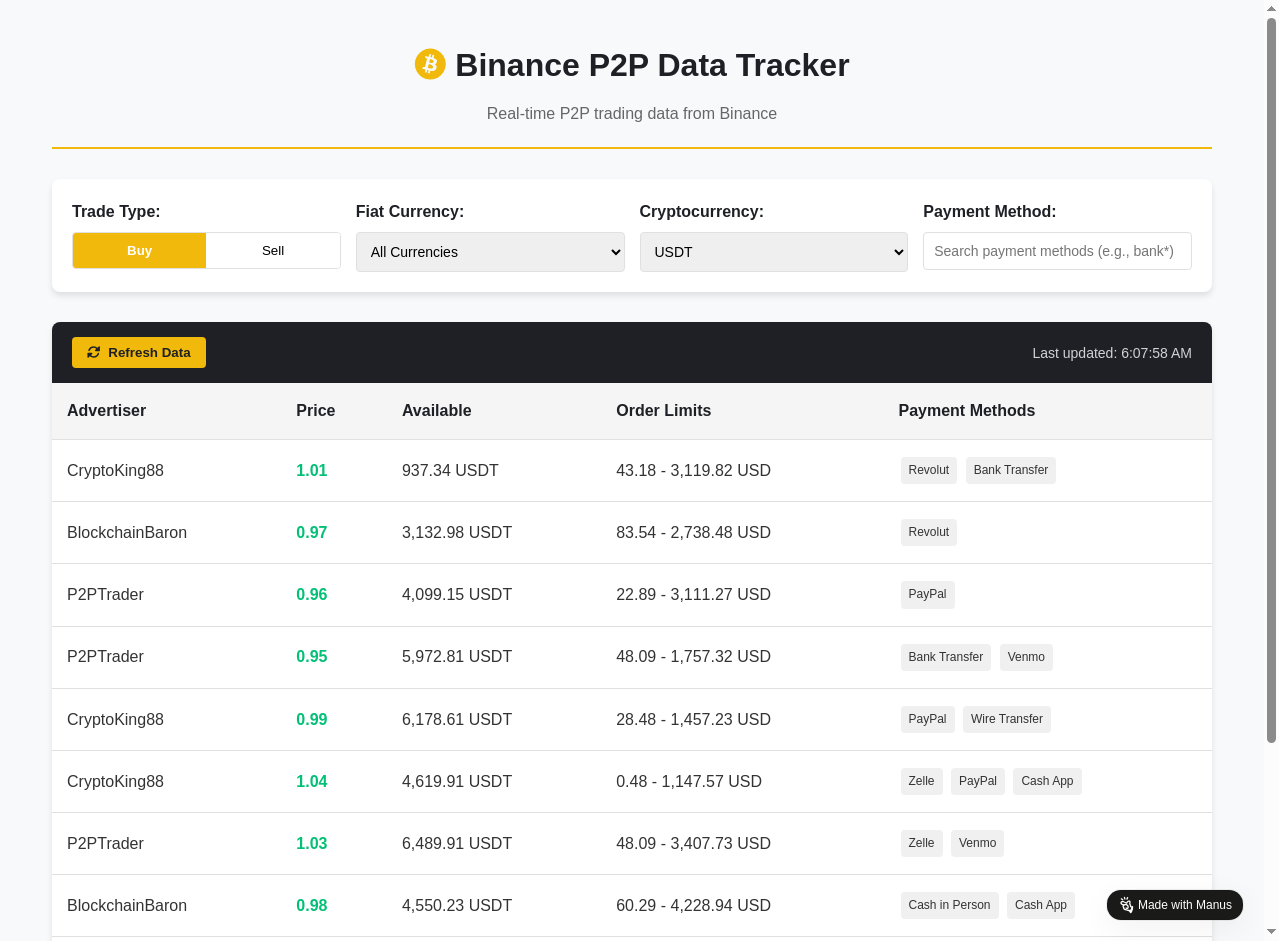 Binance P2P Data Tracker
Real-time P2P trading data from Binance
Trade Type: Fiat Currency: Cryptocurrency: Payment Method:
Buy Sell All Currencies USDT Search payment methods (e.g., bank*)
Refresh Data Last updated: 6:07:58 AM
Advertiser Price Available Order Limits Payment Methods
CryptoKing88 1.01 937.34 USDT 43.18 - 3,119.82 USD Revolut Bank Transfer
BlockchainBaron 0.97 3,132.98 USDT 83.54 - 2,738.48 USD Revolut
P2PTrader 0.96 4,099.15 USDT 22.89 - 3,111.27 USD PayPal
P2PTrader 0.95 5,972.81 USDT 48.09 - 1,757.32 USD Bank Transfer Venmo
CryptoKing88 0.99 6,178.61 USDT 28.48 - 1,457.23 USD PayPal Wire Transfer
CryptoKing88 1.04 4,619.91 USDT 0.48 - 1,147.57 USD Zelle PayPal Cash App
P2PTrader 1.03 6,489.91 USDT 48.09 - 3,407.73 USD Zelle Venmo
BlockchainBaron 0.98 4,550.23 USDT 60.29 - 4,228.94 USD Cash in Person Cash App
Made with Manus